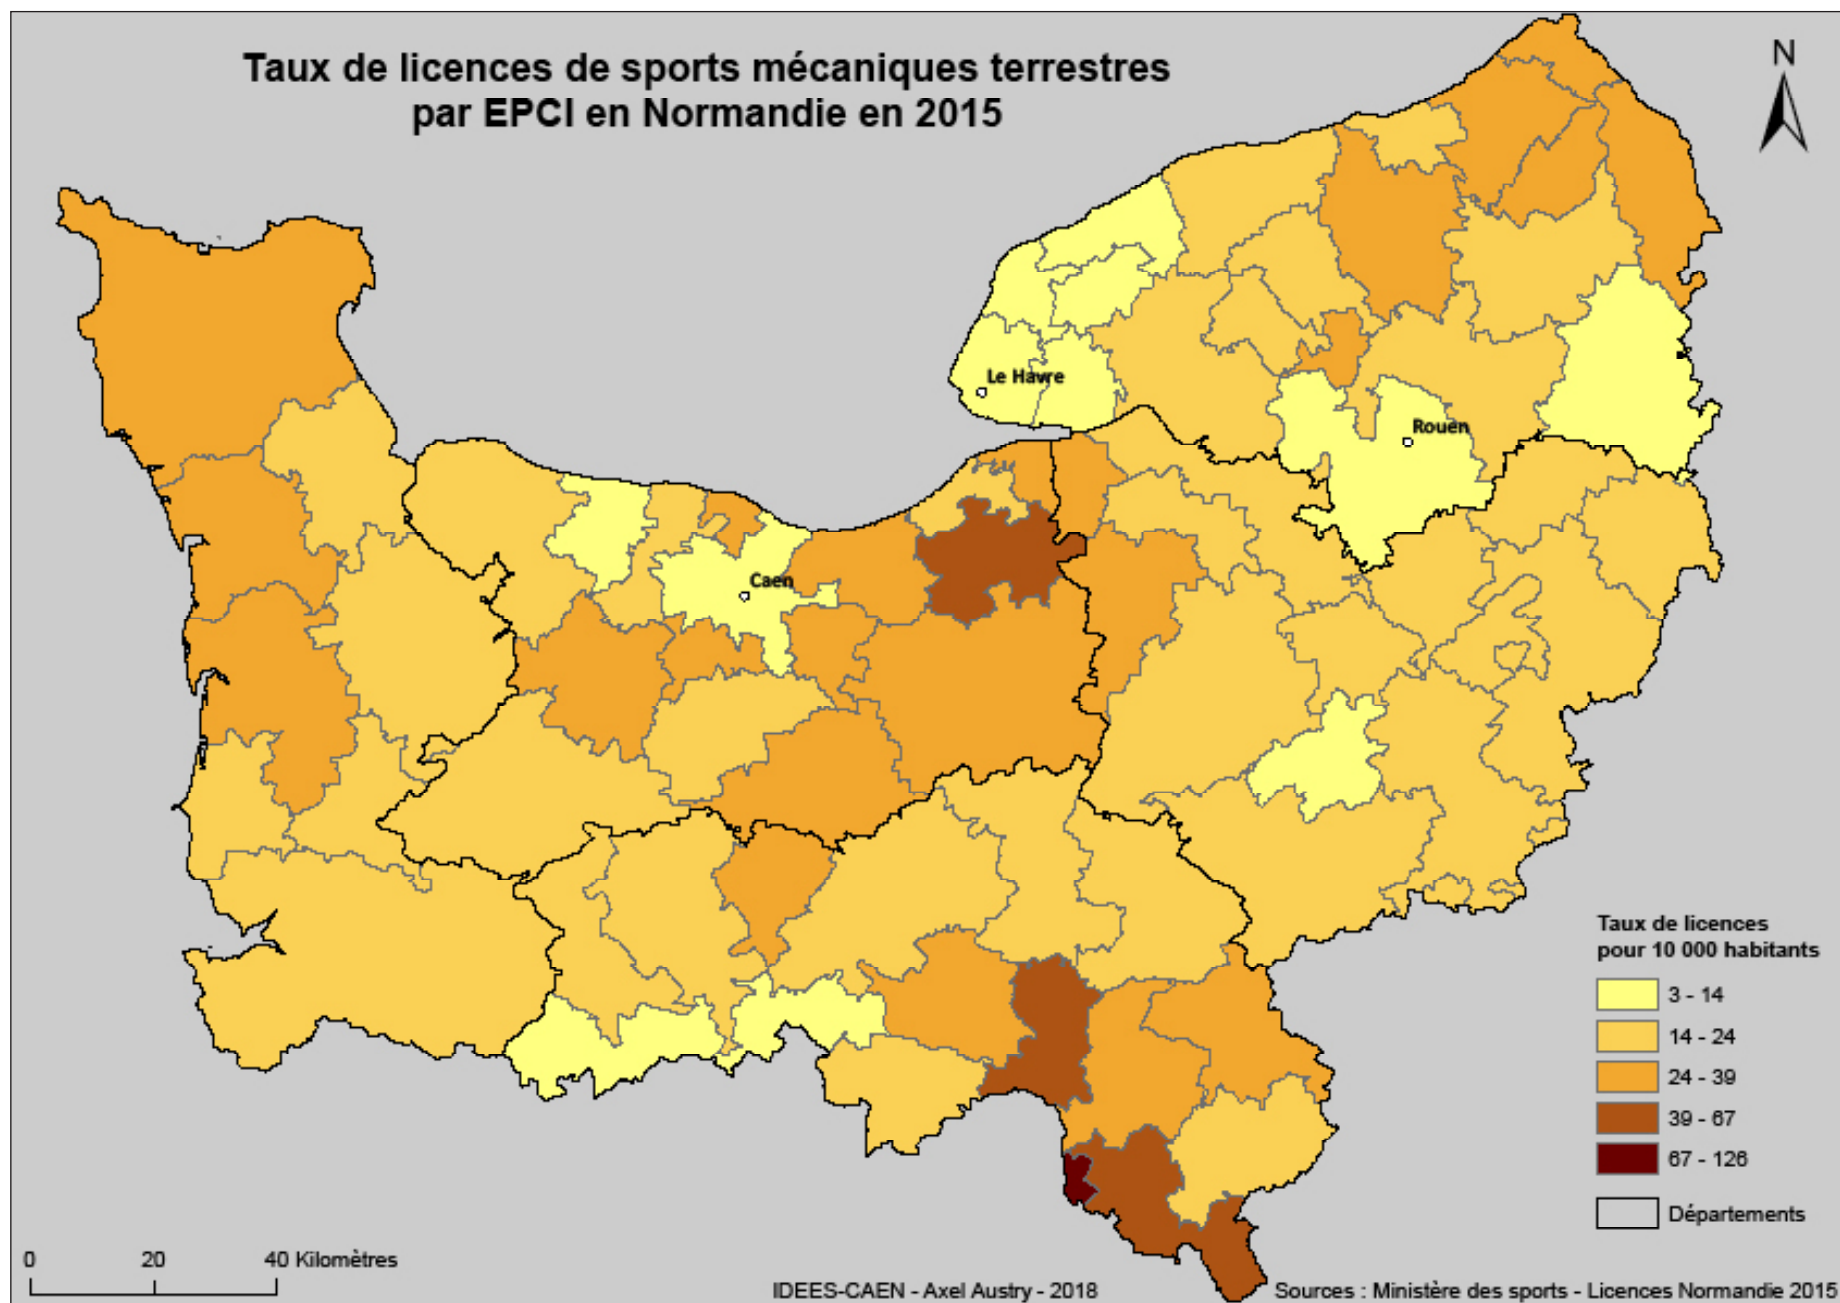 Taux de licences de sports mécaniques terrestres
par EPCI en Normandie en 2015
N
Le Havre
Rouen
Caen
Taux de licences
pour 10 000 habitants
3 - 14
14 - 24
24 - 39
39 - 67
67 - 126
Départements
0 20 40 Kilomètres
IDEES-CAEN - Axel Austry - 2018
Sources : Ministère des sports - Licences Normandie 2015